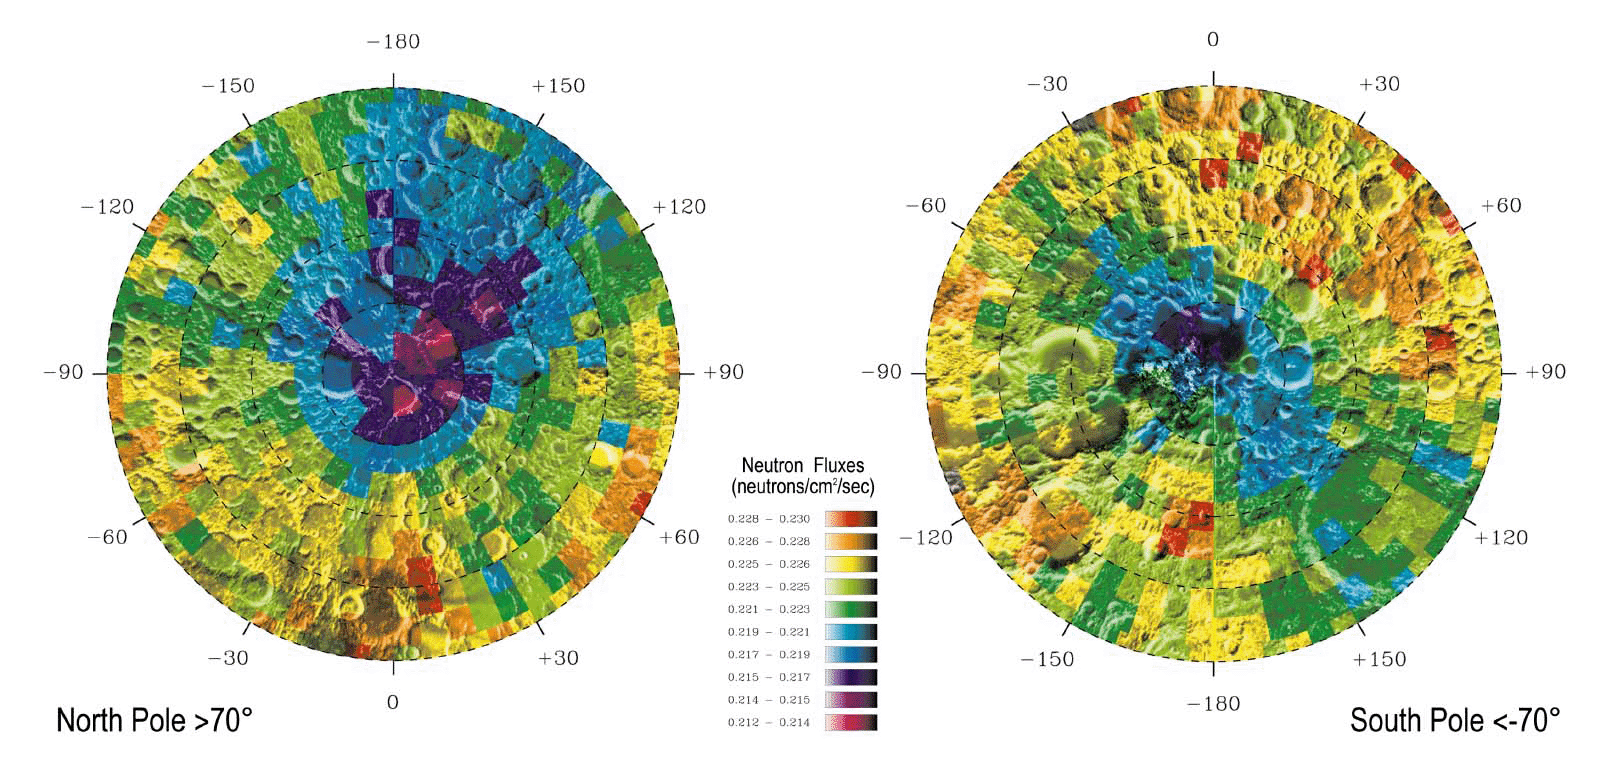 -180
0
-150
+150
-30
+30
-120
+120
-60
+60
-90
+90
-90
+90
Neutron Fluxes
(neutrons/cm²/sec)
0.228 - 0.230
0.226 - 0.228
0.225 - 0.226
0.223 - 0.225
0.221 - 0.223
0.219 - 0.221
0.217 - 0.219
0.215 - 0.217
0.214 - 0.215
0.212 - 0.214
-60
+60
-120
+120
-30
+30
-150
+150
0
-180
North Pole >70°
South Pole <-70°